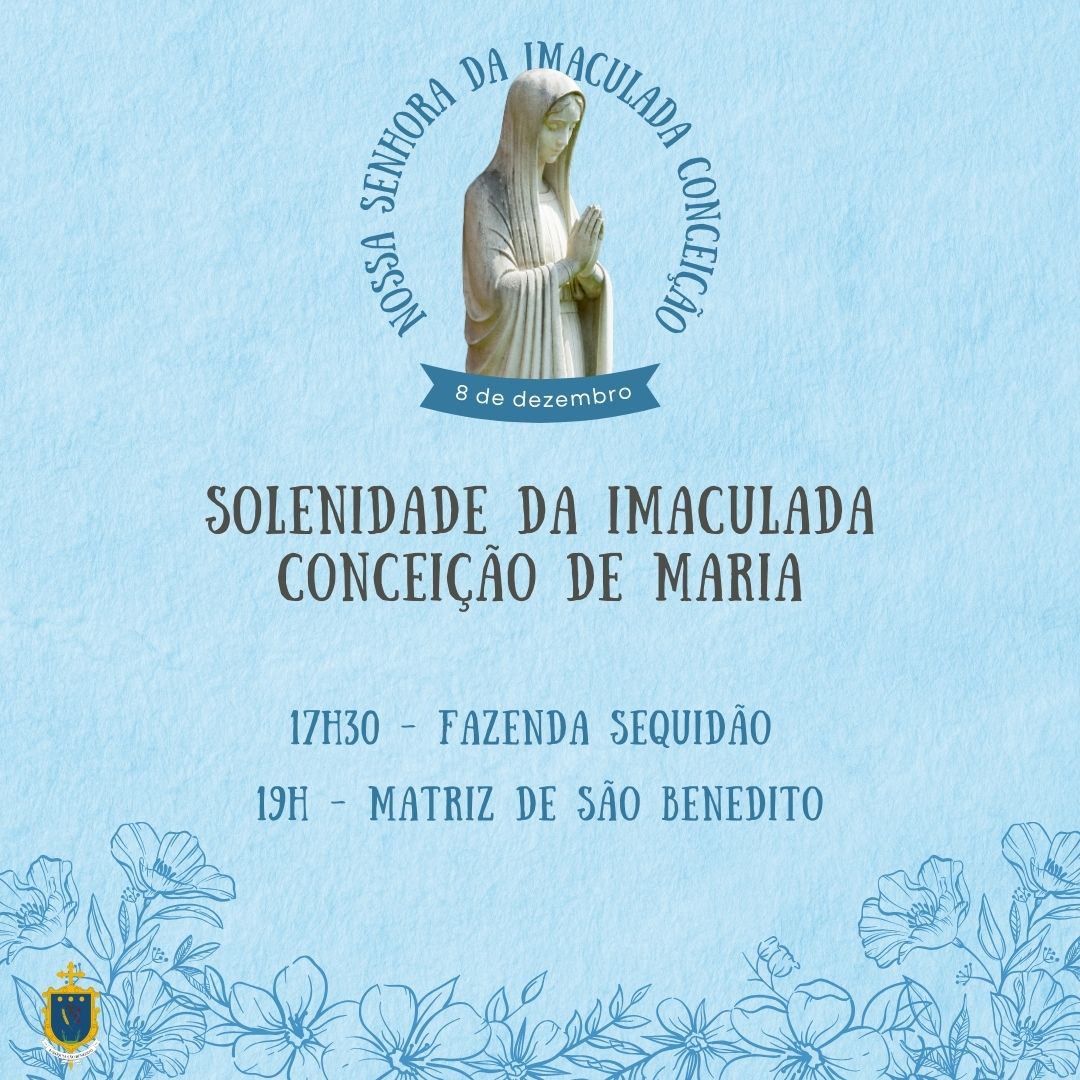 NOSSA SENHORA DA IMACULADA CONCEIÇÃO
8 de dezembro
SOLENIDADE DA IMACULADA
CONCEIÇÃO DE MARIA
17H30 - FAZENDA SEQUIDÃO
19H - MATRIZ DE SÃO BENEDITO